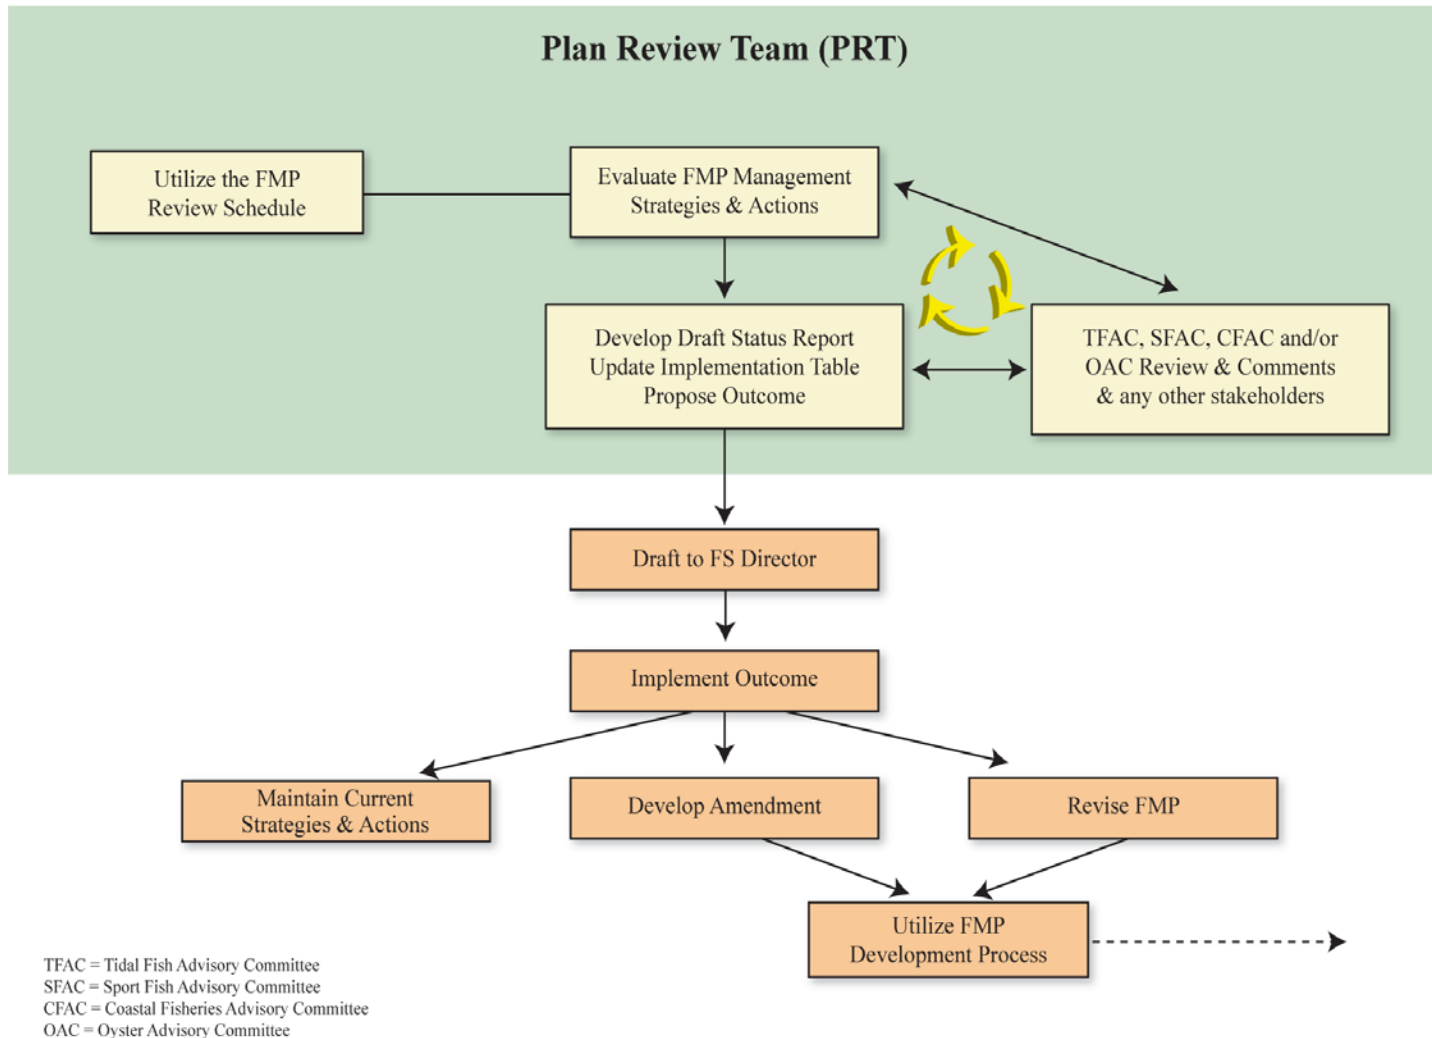 Plan Review Team (PRT)
Utilize the FMP
Review Schedule
Evaluate FMP Management
Strategies & Actions
Develop Draft Status Report
Update Implementation Table
Propose Outcome
TFAC, SFAC, CFAC and/or
OAC Review & Comments
& any other stakeholders
Draft to FS Director
Implement Outcome
Maintain Current
Strategies & Actions
Develop Amendment
Revise FMP
Utilize FMP
Development Process
TFAC = Tidal Fish Advisory Committee
SFAC = Sport Fish Advisory Committee
CFAC = Coastal Fisheries Advisory Committee
OAC = Oyster Advisory Committee